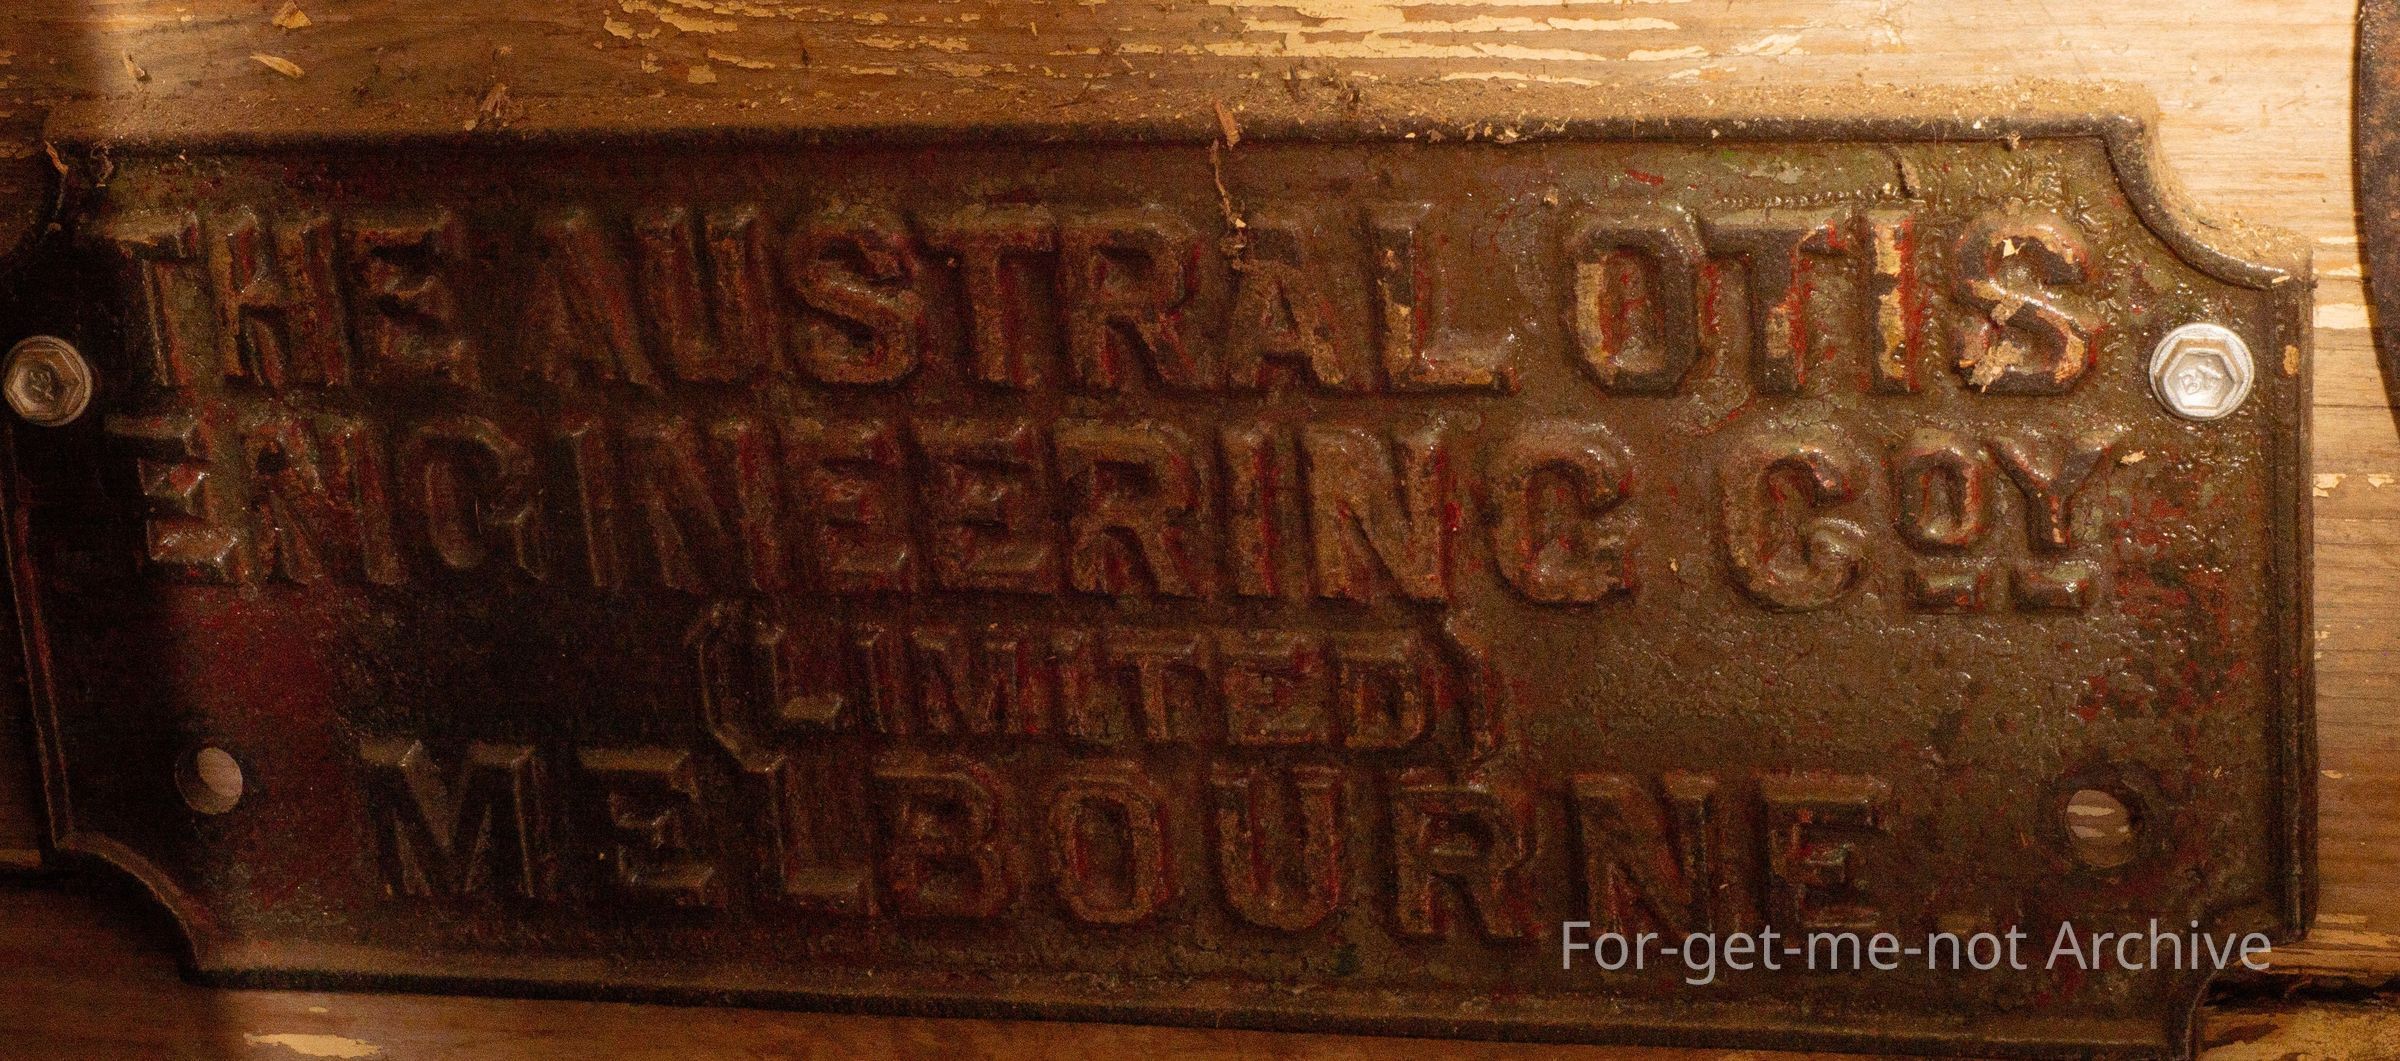 THE AUSTRAL OTIS
ENGINEERING COY
(LIMITED)
MELBOURNE.
For-get-me-not Archive